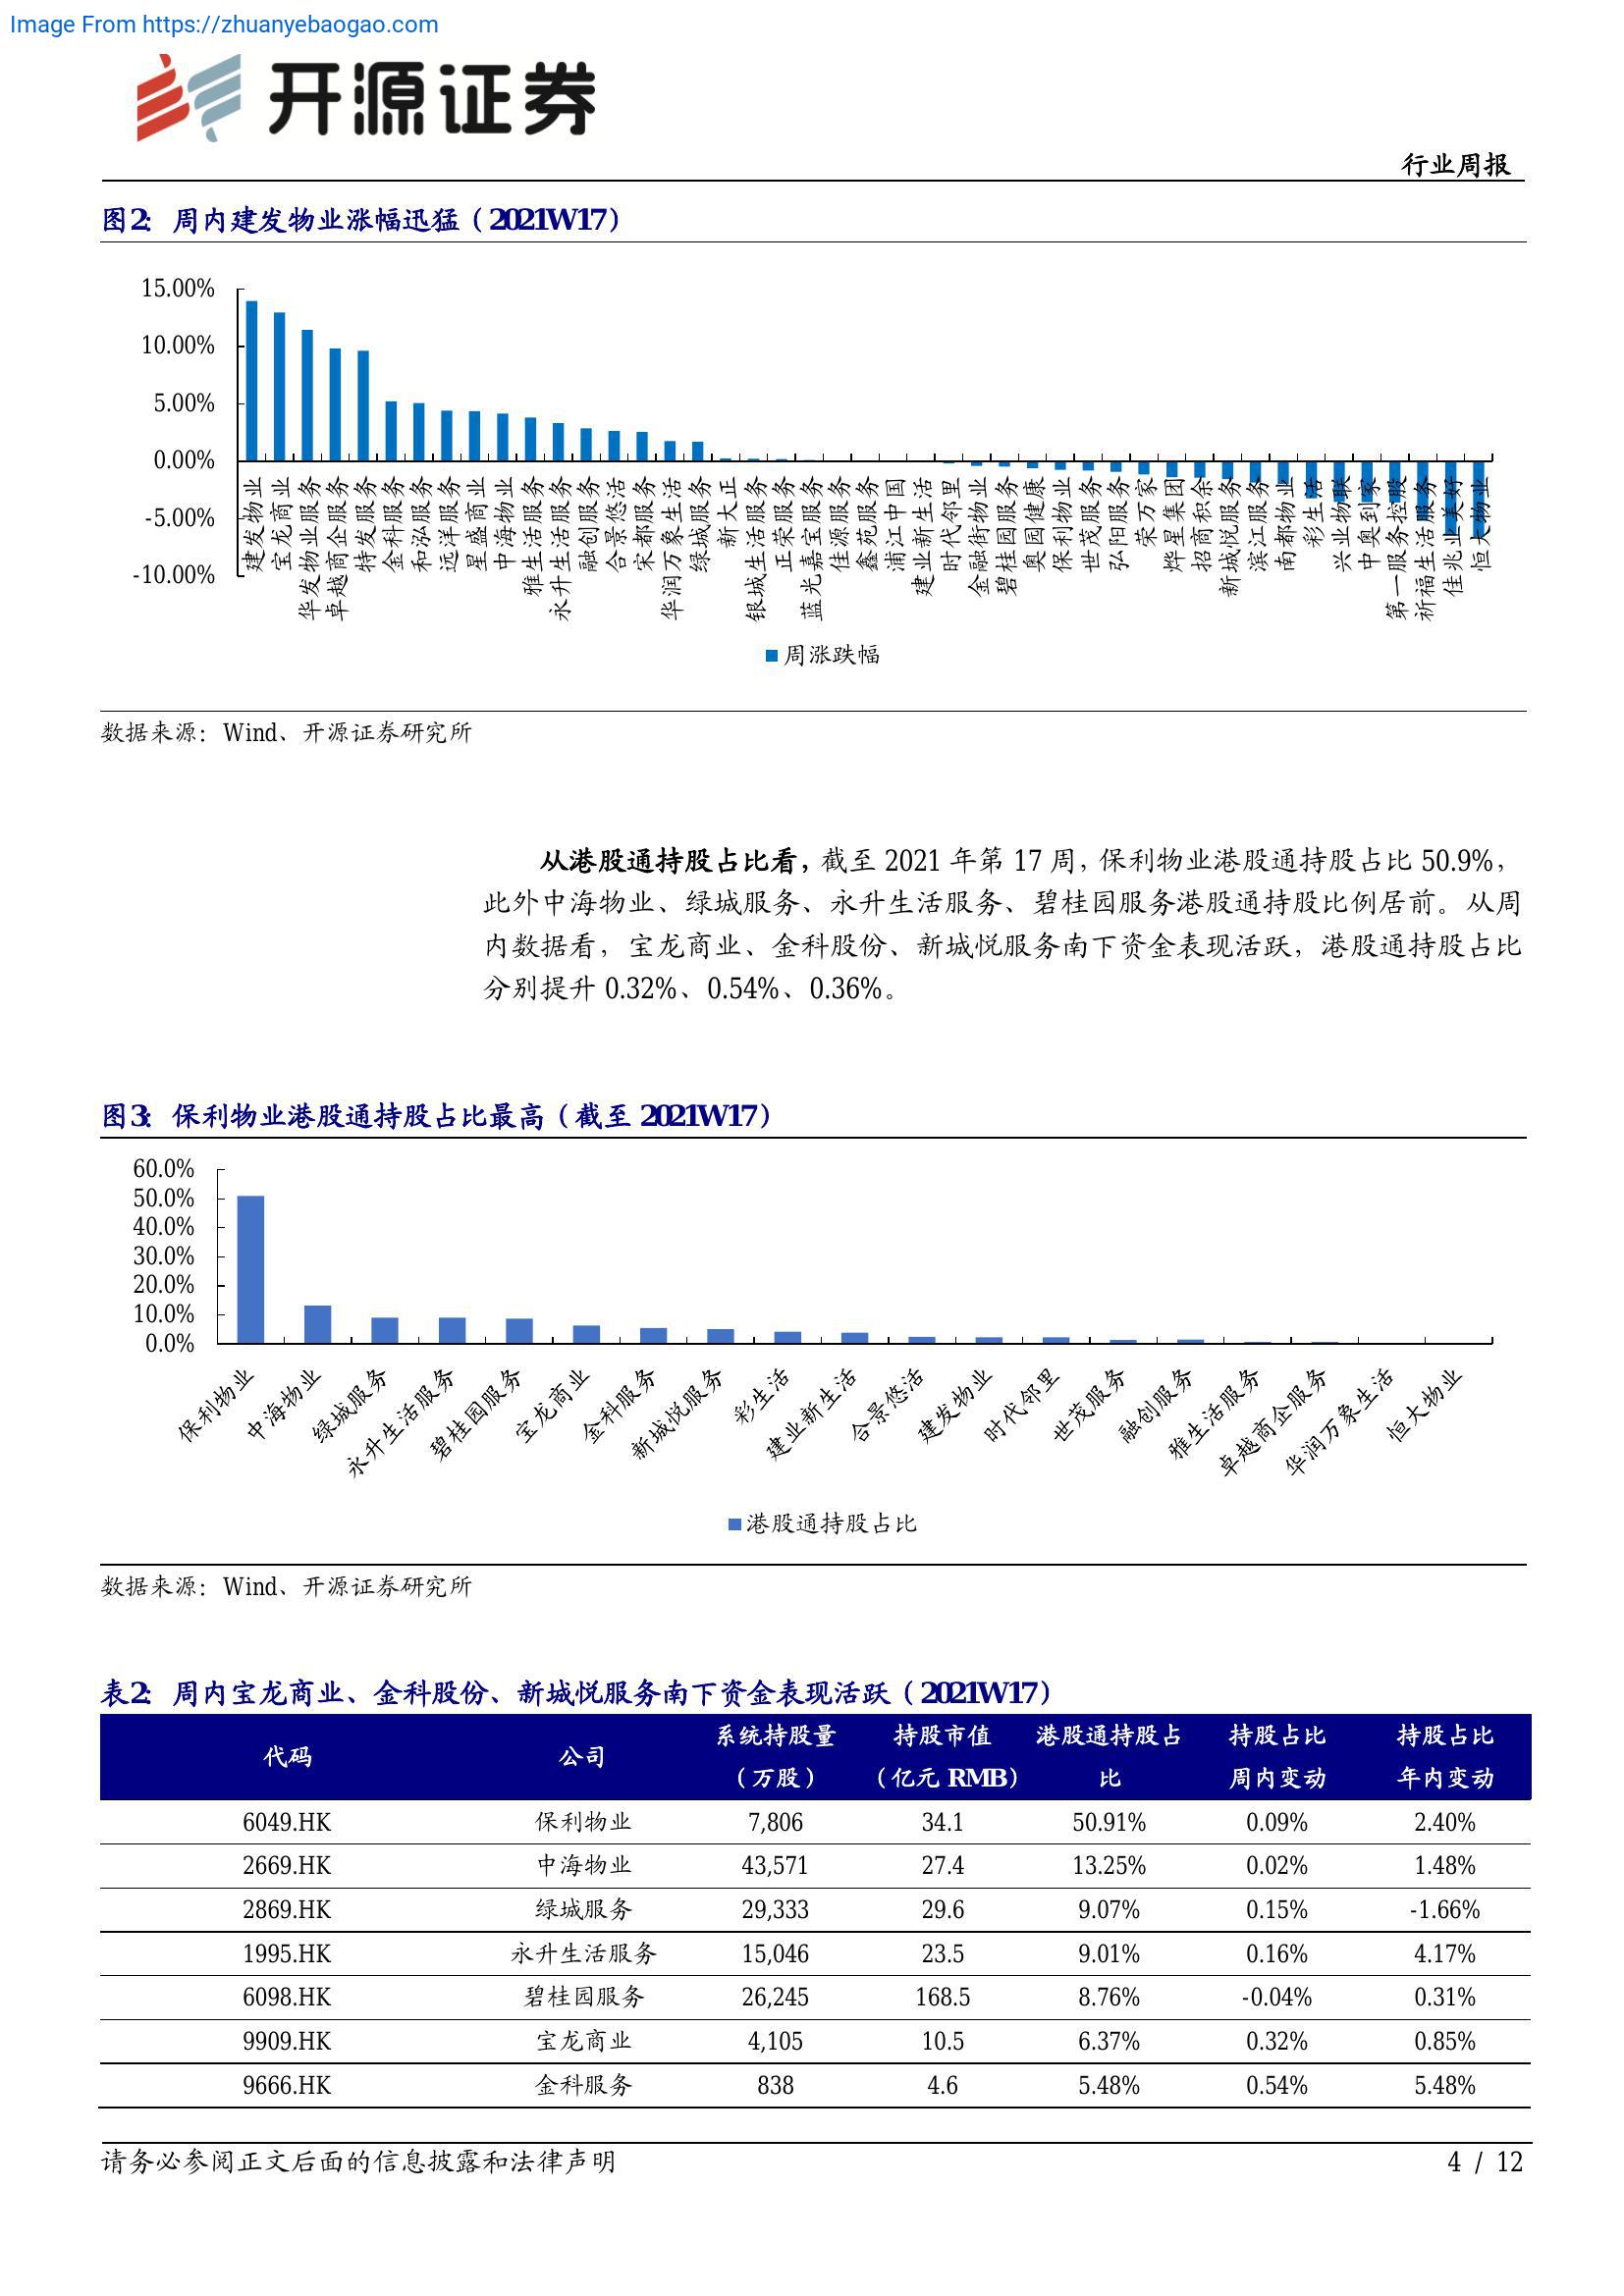 Image From https://zhuanyebaogao.com
开源证券
行业周报
图2： 周内建发物业涨幅迅猛（2021W17）
15.00%
10.00%
5.00%
0.00%
-5.00%
-10.00%
建发物业
宝龙商业
华发物业服务
卓越商企服务
特发服务
金科服务
和泓服务
远洋服务
星盛商业
中海物业
雅生活服务
永升生活服务
融创服务
合景悠活
宋都服务
华润万象生活
绿城服务
新大正
银城生活服务
正荣服务
蓝光嘉宝服务
佳源服务
鑫苑服务
浦江中国
建业新生活
时代邻里
金融街物业
碧桂园服务
奥园健康
保利物业
世茂服务
弘阳服务
荣万家
烨星集团
招商积余
新城悦服务
滨江服务
南都物业
彩生活
兴业物联
中奥到家
第一服务控股
祈福生活服务
佳兆业美好
恒大物业
周涨跌幅
数据来源：Wind、开源证券研究所
从港股通持股占比看，截至 2021 年第 17 周，保利物业港股通持股占比 50.9%，
此外中海物业、绿城服务、永升生活服务、碧桂园服务港股通持股比例居前。从周
内数据看，宝龙商业、金科股份、新城悦服务南下资金表现活跃，港股通持股占比
分别提升 0.32%、0.54%、0.36%。
图3： 保利物业港股通持股占比最高（截至 2021W17）
60.0%
50.0%
40.0%
30.0%
20.0%
10.0%
0.0%
保利物业
中海物业
绿城服务
永升生活服务
碧桂园服务
宝龙商业
金科服务
新城悦服务
彩生活
建业新生活
合景悠活
建发物业
时代邻里
世茂服务
融创服务
雅生活服务
卓越商企服务
华润万象生活
恒大物业
港股通持股占比
数据来源：Wind、开源证券研究所
表2： 周内宝龙商业、金科股份、新城悦服务南下资金表现活跃（2021W17）
代码 公司 系统持股量（万股） 持股市值（亿元 RMB） 港股通持股占比 持股占比周内变动 持股占比年内变动
6049.HK 保利物业 7,806 34.1 50.91% 0.09% 2.40%
2669.HK 中海物业 43,571 27.4 13.25% 0.02% 1.48%
2869.HK 绿城服务 29,333 29.6 9.07% 0.15% -1.66%
1995.HK 永升生活服务 15,046 23.5 9.01% 0.16% 4.17%
6098.HK 碧桂园服务 26,245 168.5 8.76% -0.04% 0.31%
9909.HK 宝龙商业 4,105 10.5 6.37% 0.32% 0.85%
9666.HK 金科服务 838 4.6 5.48% 0.54% 5.48%
请务必参阅正文后面的信息披露和法律声明
4 / 12